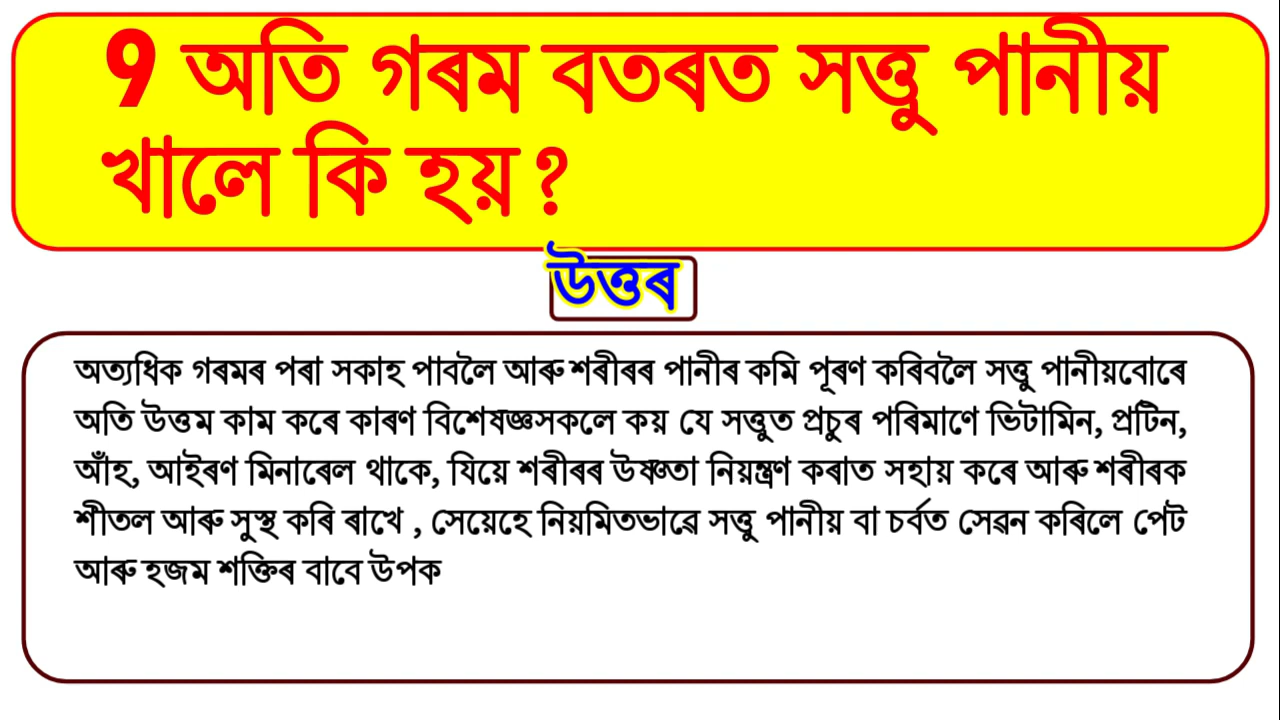 9 অতি গৰম বতৰত সত্তু পানীয়
খালে কি হয় ?
উত্তৰ
অত্যধিক গৰমৰ পৰা সকাহ পাবলৈ আৰু শৰীৰৰ পানীৰ কমি পূৰণ কৰিবলৈ সত্তু পানীয়বোৰে
অতি উত্তম কাম কৰে কাৰণ বিশেষজ্ঞসকলে কয় যে সত্তুত প্ৰচুৰ পৰিমাণে ভিটামিন, প্ৰটিন,
আঁহ, আইৰণ মিনাৰেল থাকে, যিয়ে শৰীৰৰ উষ্ণতা নিয়ন্ত্ৰণ কৰাত সহায় কৰে আৰু শৰীৰক
শীতল আৰু সুস্থ কৰি ৰাখে , সেয়েহে নিয়মিতভাৱে সত্তু পানীয় বা চৰ্বত সেৱন কৰিলে পেট
আৰু হজম শক্তিৰ বাবে উপক